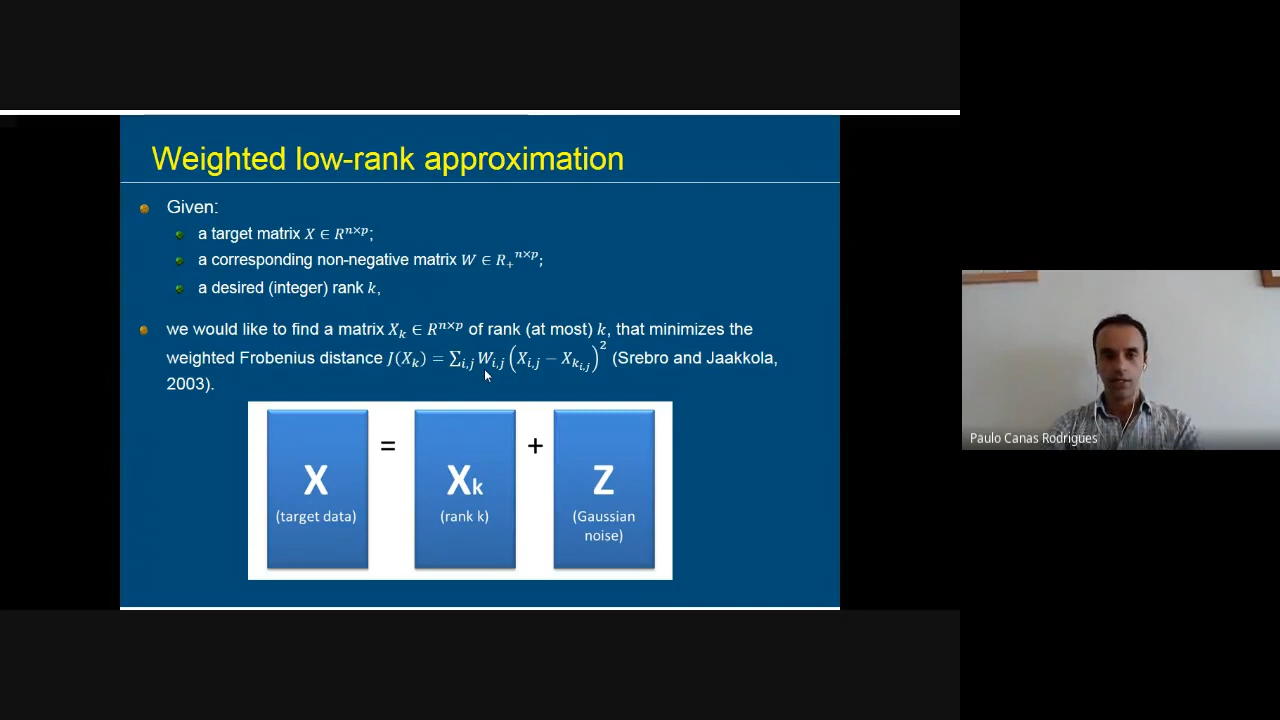 Weighted low-rank approximation
Given:
a target matrix X ∈ R^{n×p};
a corresponding non-negative matrix W ∈ R_+^{n×p};
a desired (integer) rank k,
we would like to find a matrix X_k ∈ R^{n×p} of rank (at most) k, that minimizes the
weighted Frobenius distance J(X_k) = ∑_{i,j} W_{i,j} (X_{i,j} − X_{k_{i,j}})^2 (Srebro and Jaakkola,
2003).
X = Xk + Z
(target data) (rank k) (Gaussian
noise)
Paulo Canas Rodrigues